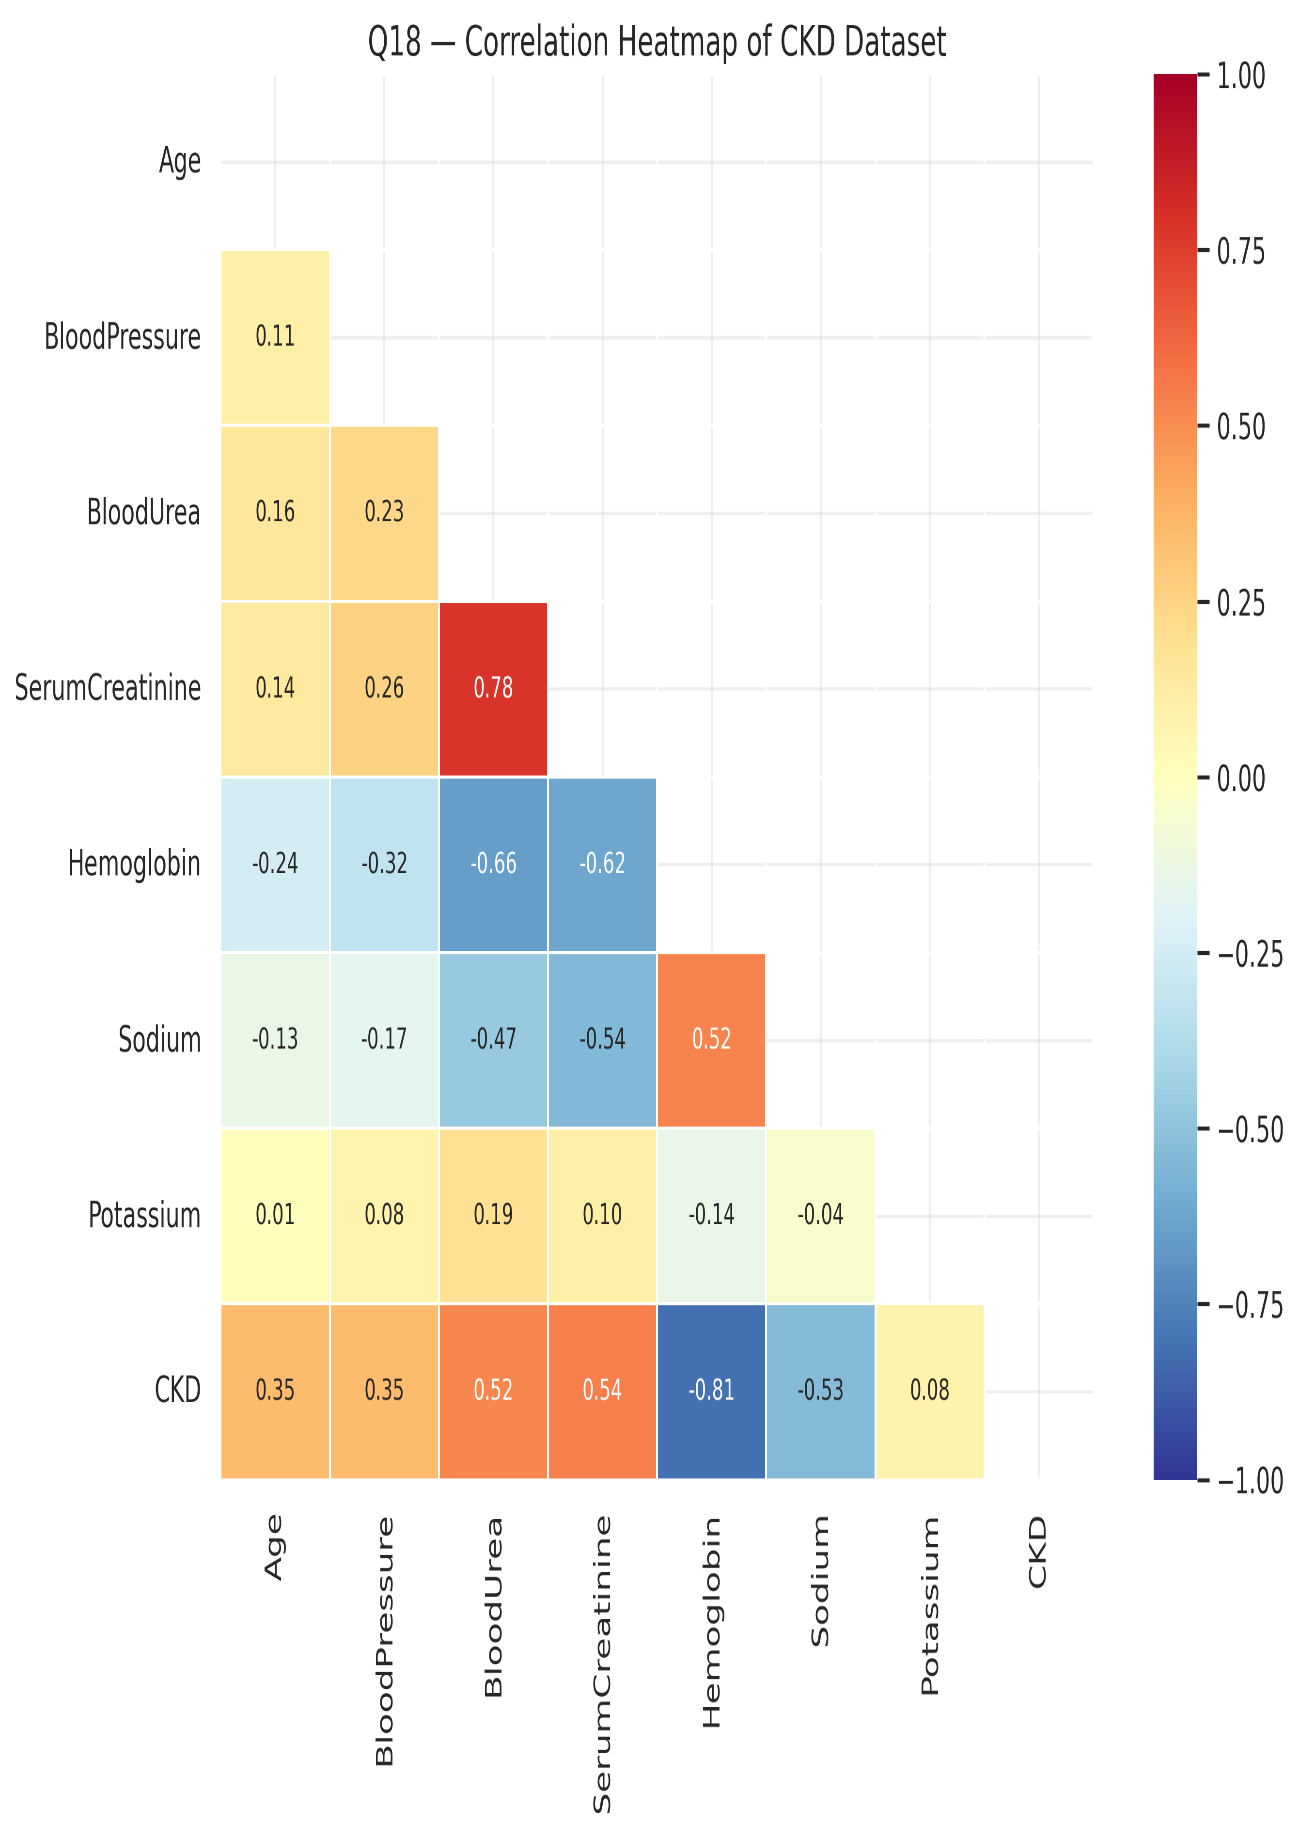 Q18 — Correlation Heatmap of CKD Dataset
1.00
Age
0.75
BloodPressure 0.11
0.50
BloodUrea 0.16 0.23
0.25
SerumCreatinine 0.14 0.26 0.78
0.00
Hemoglobin -0.24 -0.32 -0.66 -0.62
−0.25
Sodium -0.13 -0.17 -0.47 -0.54 0.52
−0.50
Potassium 0.01 0.08 0.19 0.10 -0.14 -0.04
−0.75
CKD 0.35 0.35 0.52 0.54 -0.81 -0.53 0.08
−1.00
Age
BloodPressure
BloodUrea
SerumCreatinine
Hemoglobin
Sodium
Potassium
CKD